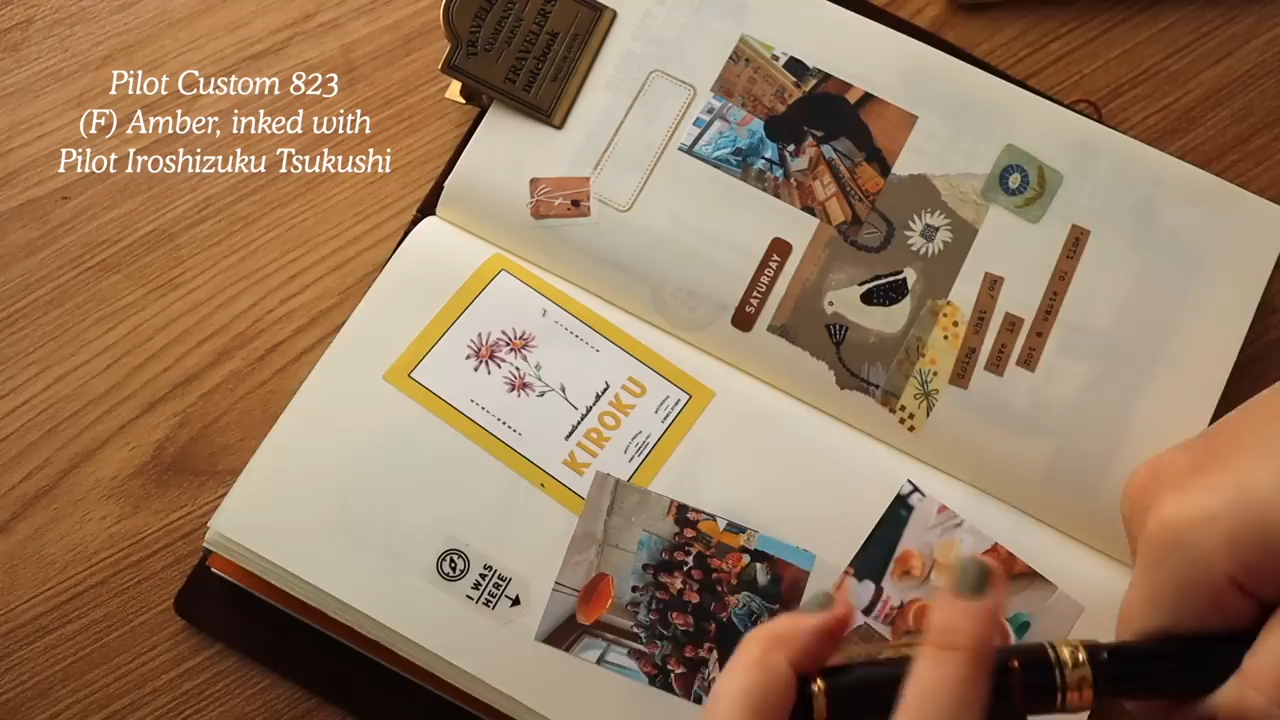 Pilot Custom 823
(F) Amber, inked with
Pilot Iroshizuku Tsukushi
TRAVELER'S
COMPANY
JAPAN
TRAVELER'S
notebook
SATURDAY
doing what you
love is
not a waste of time.
KIROKU
I WAS
HERE